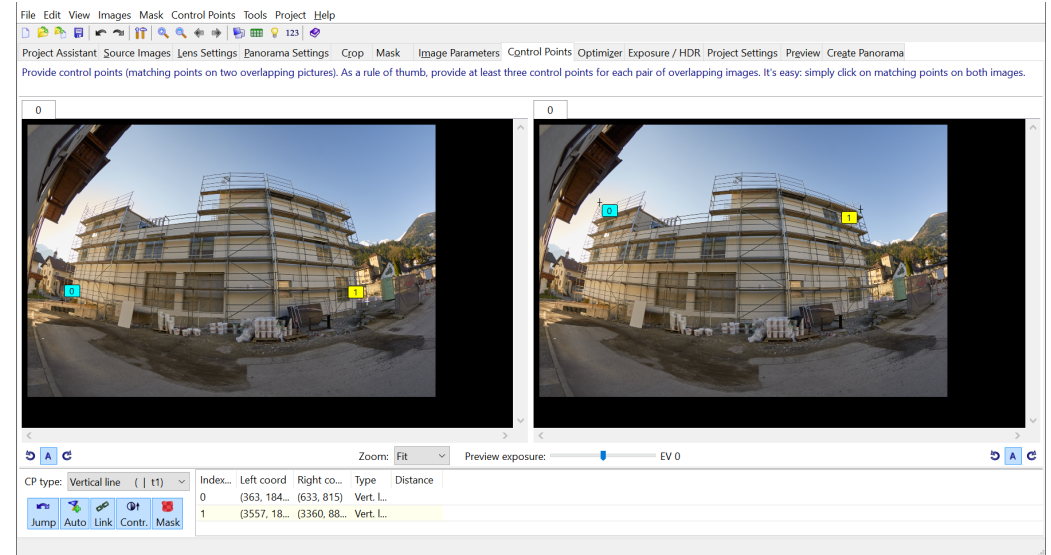 File Edit View Images Mask Control Points Tools Project Help
123
Project Assistant Source Images Lens Settings Panorama Settings Crop Mask Image Parameters Control Points Optimizer Exposure / HDR Project Settings Preview Create Panorama
Provide control points (matching points on two overlapping pictures). As a rule of thumb, provide at least three control points for each pair of overlapping images. It's easy: simply click on matching points on both images.
0 0
0 1
0 1
A Zoom: Fit Preview exposure: EV 0 A
CP type: Vertical line ( | t1)
Index... Left coord Right co... Type Distance
0 (363, 184... (633, 815) Vert. l...
1 (3557, 18... (3360, 88... Vert. l...
Jump Auto Link Contr. Mask